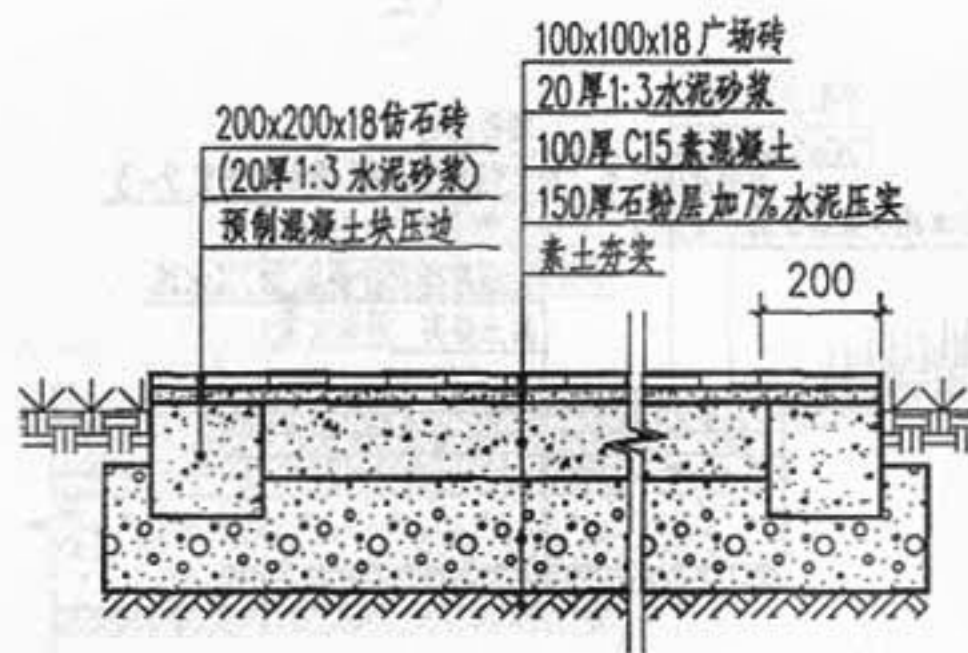 200x200x18仿石砖
(20厚1:3水泥砂浆)
预制混凝土块压边
100x100x18广场砖
20厚1:3水泥砂浆
100厚C15素混凝土
150厚石粉层加7%水泥压实
素土夯实
200